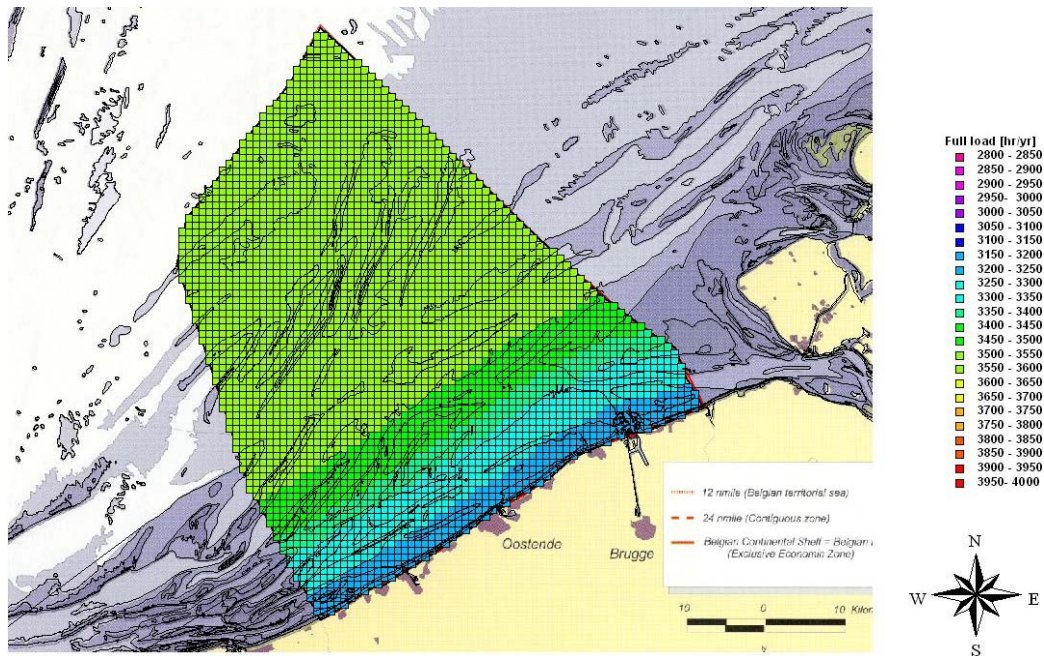 Full load [hr/yr]
2800 - 2850
2850 - 2900
2900 - 2950
2950- 3000
3000 - 3050
3050 - 3100
3100 - 3150
3150 - 3200
3200 - 3250
3250 - 3300
3300 - 3350
3350 - 3400
3400 - 3450
3450 - 3500
3500 - 3550
3550 - 3600
3600 - 3650
3650 - 3700
3700 - 3750
3750 - 3800
3800 - 3850
3850 - 3900
3900 - 3950
3950- 4000
Oostende
Brugge
12 nmile (Belgian territorial sea)
24 nmile (Contiguous zone)
Belgian Continental Shelf = Belgian
(Exclusive Economic Zone)
10 0 10 Kilo
N
W E
S